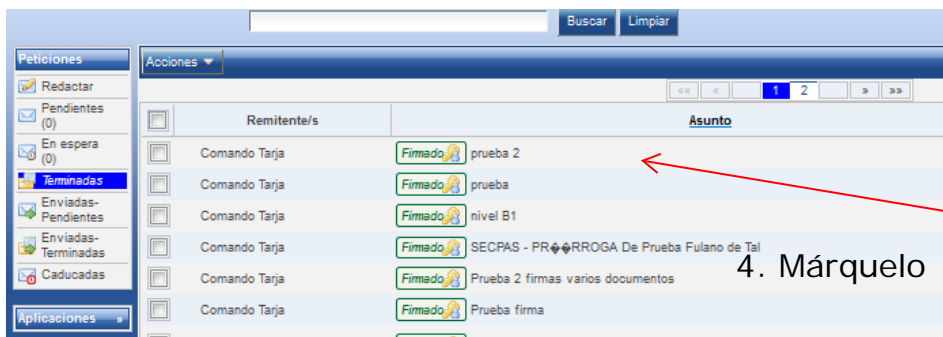 Buscar Limpiar
Peticiones
Acciones
Redactar
«« « 1 2 » »»
Pendientes
(0)
Remitente/s Asunto
En espera
(0)
Comando Tarja Firmado prueba 2
Terminadas
Comando Tarja Firmado prueba
Enviadas-
Pendientes
Comando Tarja Firmado nivel B1
Enviadas-
Terminadas
Comando Tarja Firmado SECPAS - PR��RROGA De Prueba Fulano de Tal
4. Márquelo
Caducadas
Comando Tarja Firmado Prueba 2 firmas varios documentos
Aplicaciones »
Comando Tarja Firmado Prueba firma